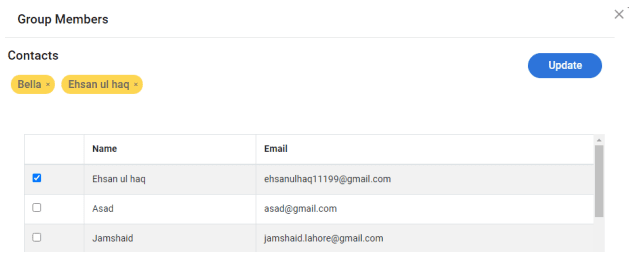 Group Members
×
Contacts
Update
Bella × Ehsan ul haq ×
Name Email
Ehsan ul haq ehsanulhaq11199@gmail.com
Asad asad@gmail.com
Jamshaid jamshaid.lahore@gmail.com